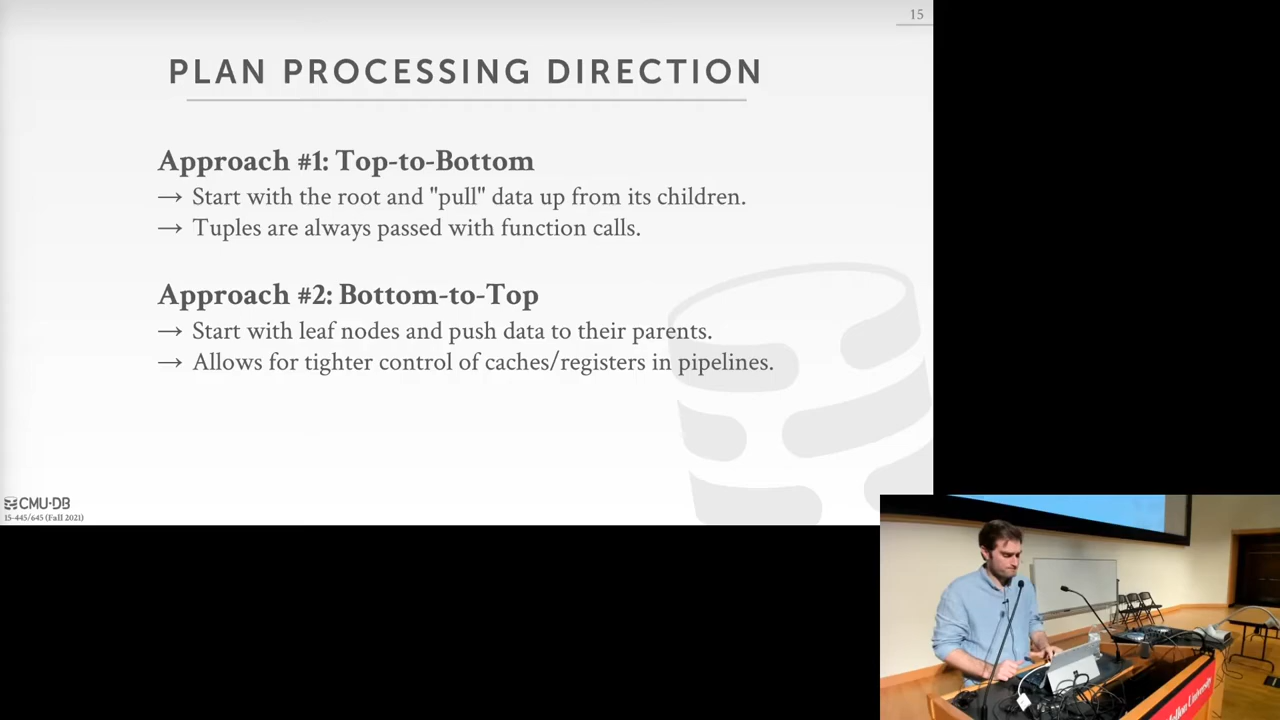 15
PLAN PROCESSING DIRECTION
Approach #1: Top-to-Bottom
→ Start with the root and "pull" data up from its children.
→ Tuples are always passed with function calls.
Approach #2: Bottom-to-Top
→ Start with leaf nodes and push data to their parents.
→ Allows for tighter control of caches/registers in pipelines.
CMU·DB
15-445/645 (Fall 2021)
Mellon University